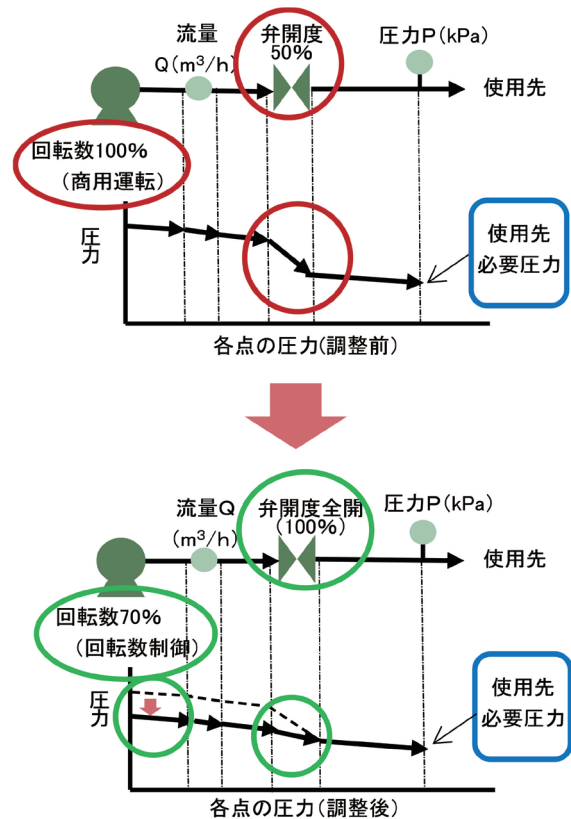 流量
Q(m³/h)
弁開度
50%
圧力P(kPa)
使用先
回転数100%
(商用運転)
圧力
使用先
必要圧力
各点の圧力(調整前)
流量Q
(m³/h)
弁開度全開
(100%)
圧力P(kPa)
使用先
回転数70%
(回転数制御)
圧力
使用先
必要圧力
各点の圧力(調整後)